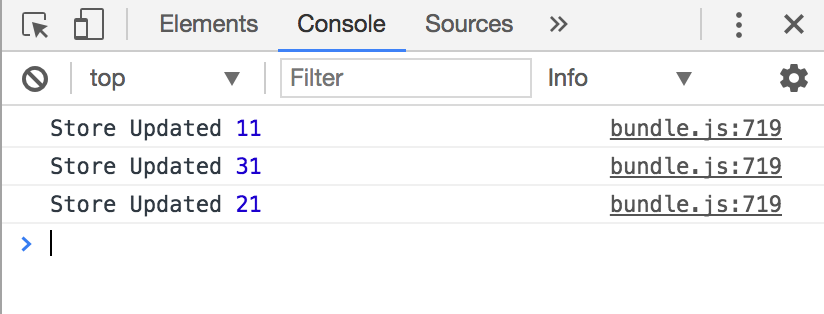 Elements Console Sources
top Filter Info
Store Updated 11 bundle.js:719
Store Updated 31 bundle.js:719
Store Updated 21 bundle.js:719